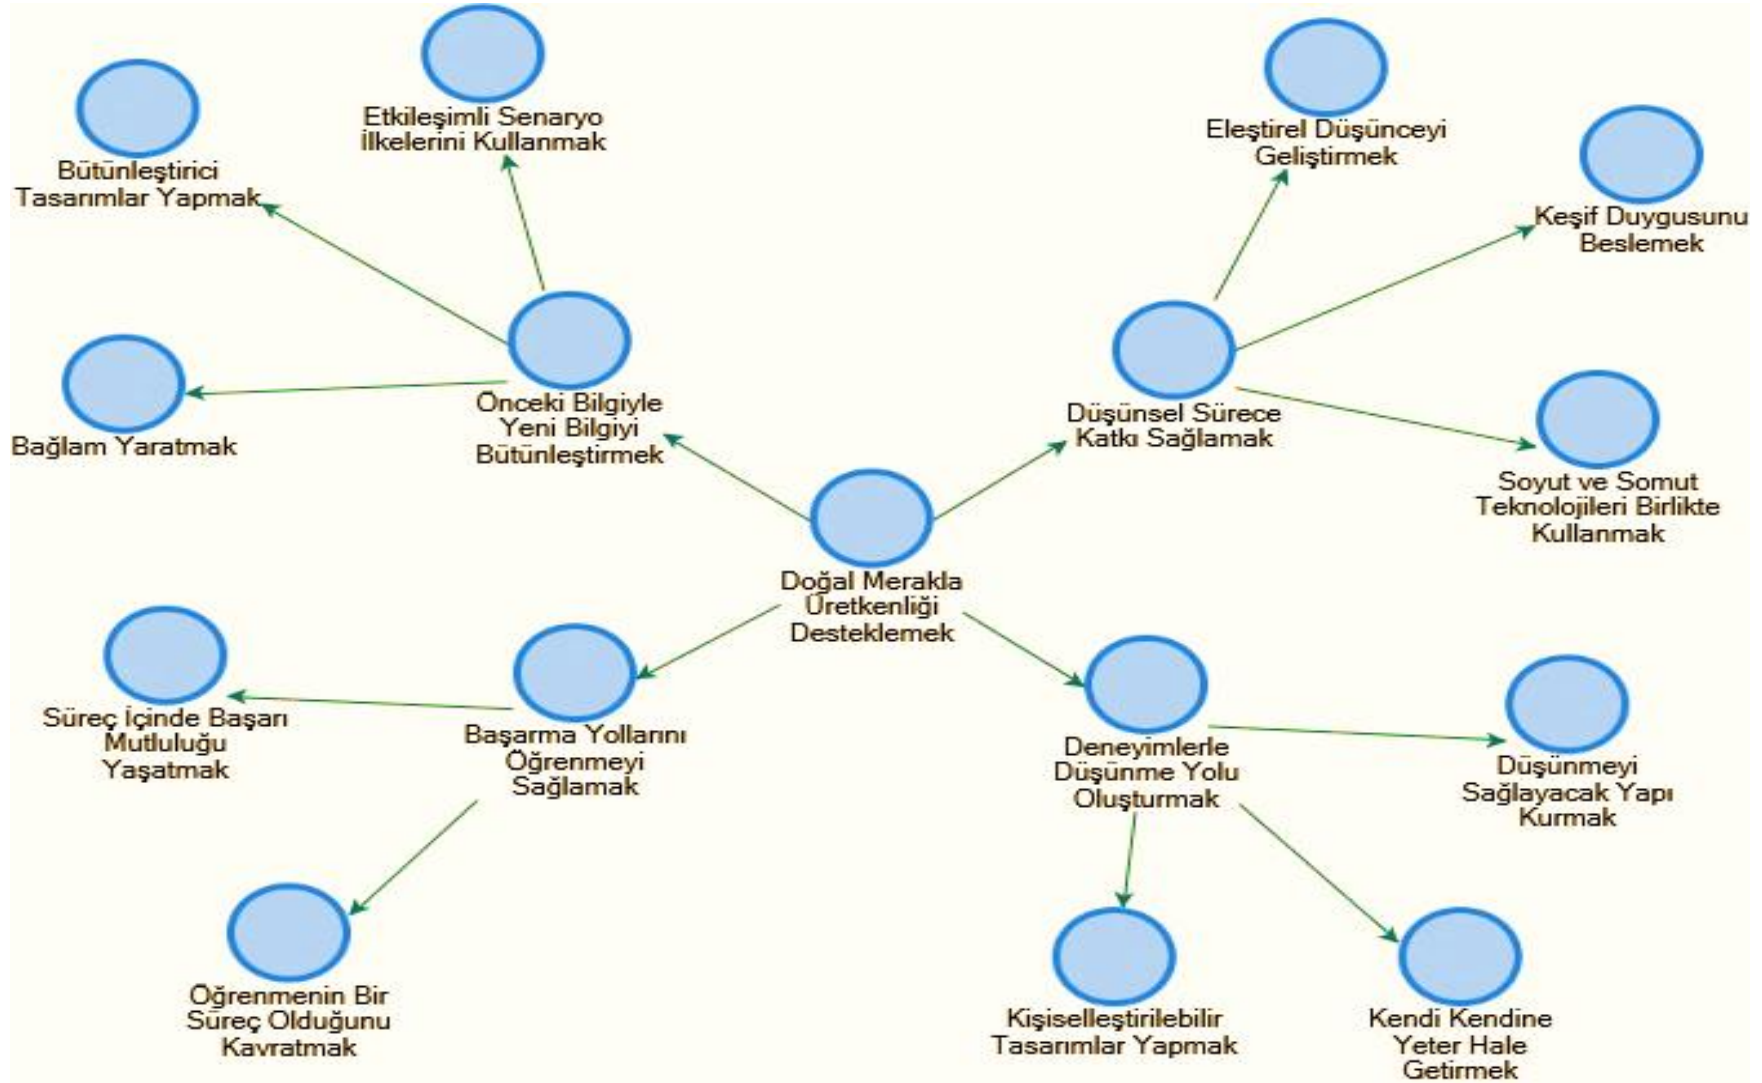 Etkileşimli Senaryo
İlkelerini Kullanmak
Bütünleştirici
Tasarımlar Yapmak
Bağlam Yaratmak
Önceki Bilgiyle
Yeni Bilgiyi
Bütünleştirmek
Eleştirel Düşünceyi
Geliştirmek
Keşif Duygusunu
Beslemek
Düşünsel Sürece
Katkı Sağlamak
Soyut ve Somut
Teknolojileri Birlikte
Kullanmak
Doğal Merakla
Üretkenliği
Desteklemek
Süreç İçinde Başarı
Mutluluğu
Yaşatmak
Başarma Yollarını
Öğrenmeyi
Sağlamak
Öğrenmenin Bir
Süreç Olduğunu
Kavratmak
Deneyimlerle
Düşünme Yolu
Oluşturmak
Düşünmeyi
Sağlayacak Yapı
Kurmak
Kişiselleştirilebilir
Tasarımlar Yapmak
Kendi Kendine
Yeter Hale
Getirmek